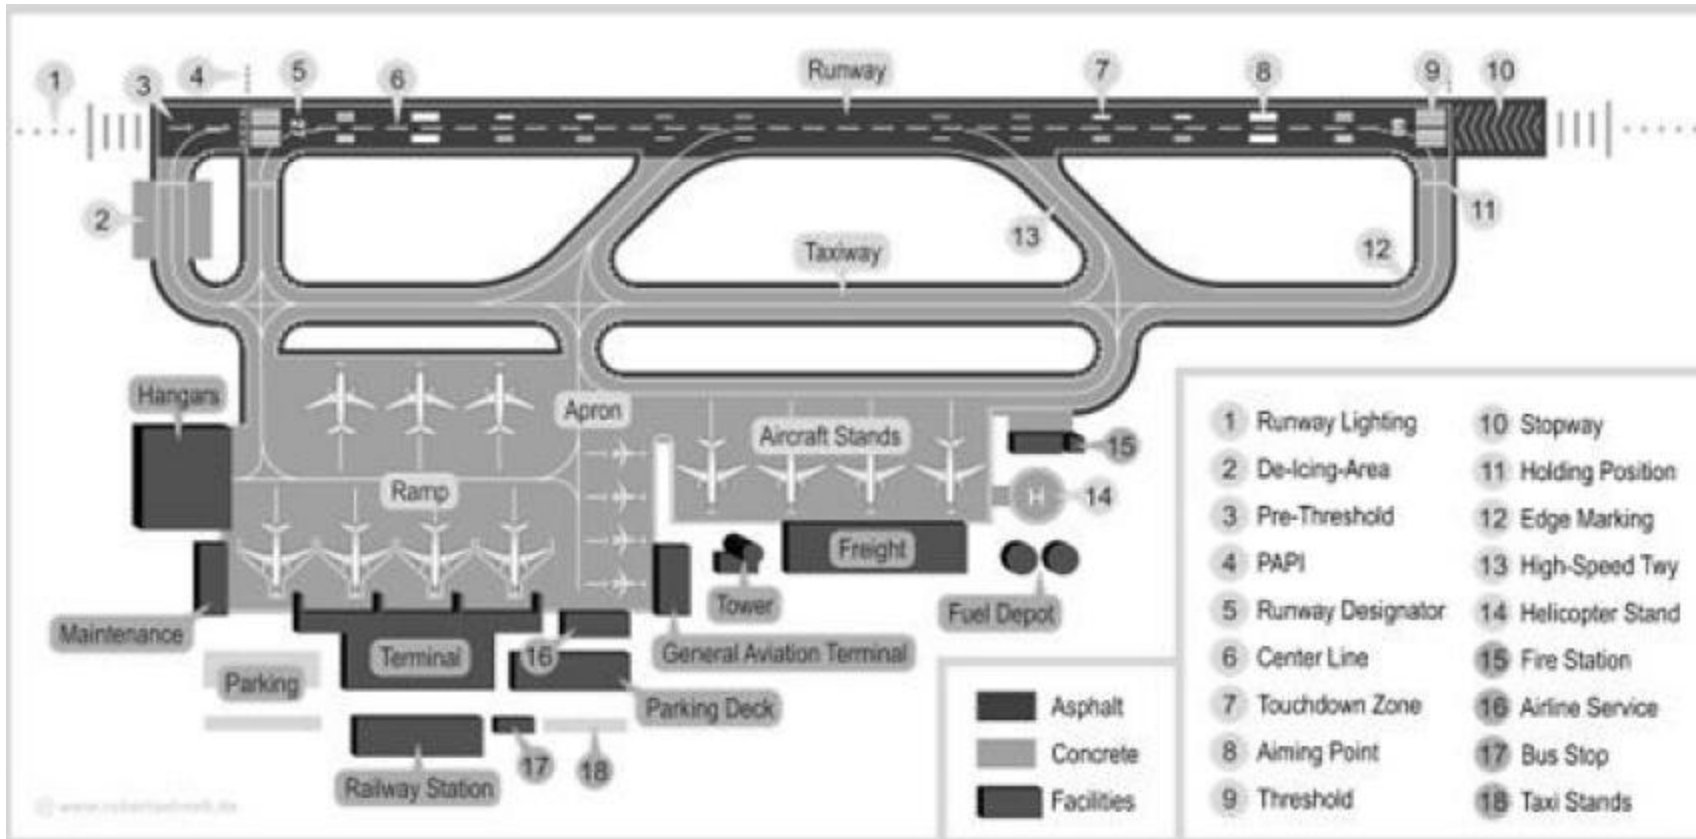 1
3
4
5
6
Runway
7
8
9
10
2
Taxiway
13
12
11
Hangars
Apron
Aircraft Stands
15
Ramp
14
Freight
Maintenance
Terminal
16
Tower
General Aviation Terminal
Fuel Depot
Parking
Parking Deck
Railway Station
17
18
Asphalt
Concrete
Facilities
1 Runway Lighting
2 De-Icing-Area
3 Pre-Threshold
4 PAPI
5 Runway Designator
6 Center Line
7 Touchdown Zone
8 Aiming Point
9 Threshold
10 Stopway
11 Holding Position
12 Edge Marking
13 High-Speed Twy
14 Helicopter Stand
15 Fire Station
16 Airline Service
17 Bus Stop
18 Taxi Stands